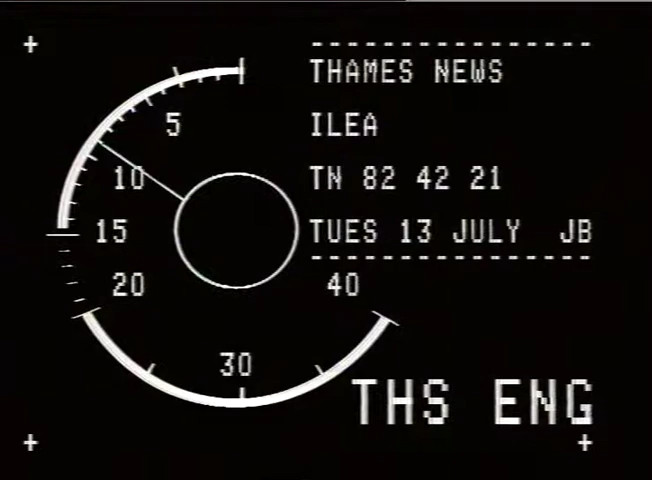 THAMES NEWS
ILEA
TN 82 42 21
TUES 13 JULY JB
5
10
15
20
30
40
THS ENG